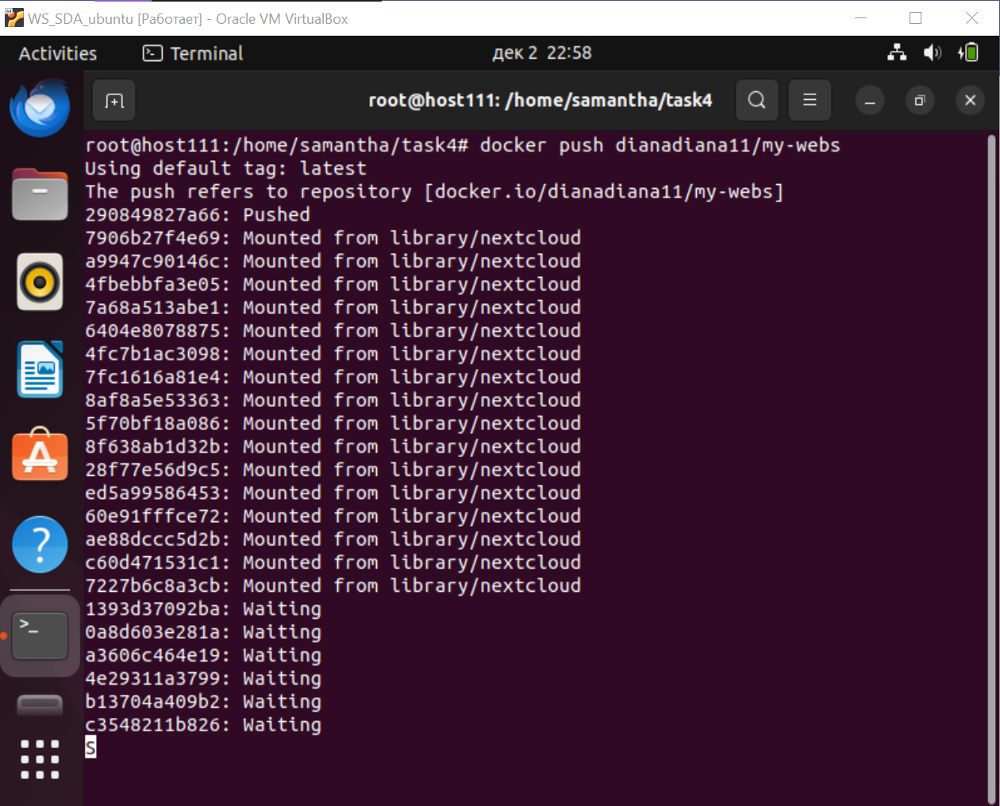 WS_SDA_ubuntu [Работает] - Oracle VM VirtualBox
Activities
Terminal
дек 2 22:58
root@host111: /home/samantha/task4
root@host111:/home/samantha/task4# docker push dianadiana11/my-webs
Using default tag: latest
The push refers to repository [docker.io/dianadiana11/my-webs]
290849827a66: Pushed
7906b27f4e69: Mounted from library/nextcloud
a9947c90146c: Mounted from library/nextcloud
4fbebbfa3e05: Mounted from library/nextcloud
7a68a513abe1: Mounted from library/nextcloud
6404e8078875: Mounted from library/nextcloud
4fc7b1ac3098: Mounted from library/nextcloud
7fc1616a81e4: Mounted from library/nextcloud
8af8a5e53363: Mounted from library/nextcloud
5f70bf18a086: Mounted from library/nextcloud
8f638ab1d32b: Mounted from library/nextcloud
28f77e56d9c5: Mounted from library/nextcloud
ed5a99586453: Mounted from library/nextcloud
60e91fffce72: Mounted from library/nextcloud
ae88dccc5d2b: Mounted from library/nextcloud
c60d471531c1: Mounted from library/nextcloud
7227b6c8a3cb: Mounted from library/nextcloud
1393d37092ba: Waiting
0a8d603e281a: Waiting
a3606c464e19: Waiting
4e29311a3799: Waiting
b13704a409b2: Waiting
c3548211b826: Waiting
S